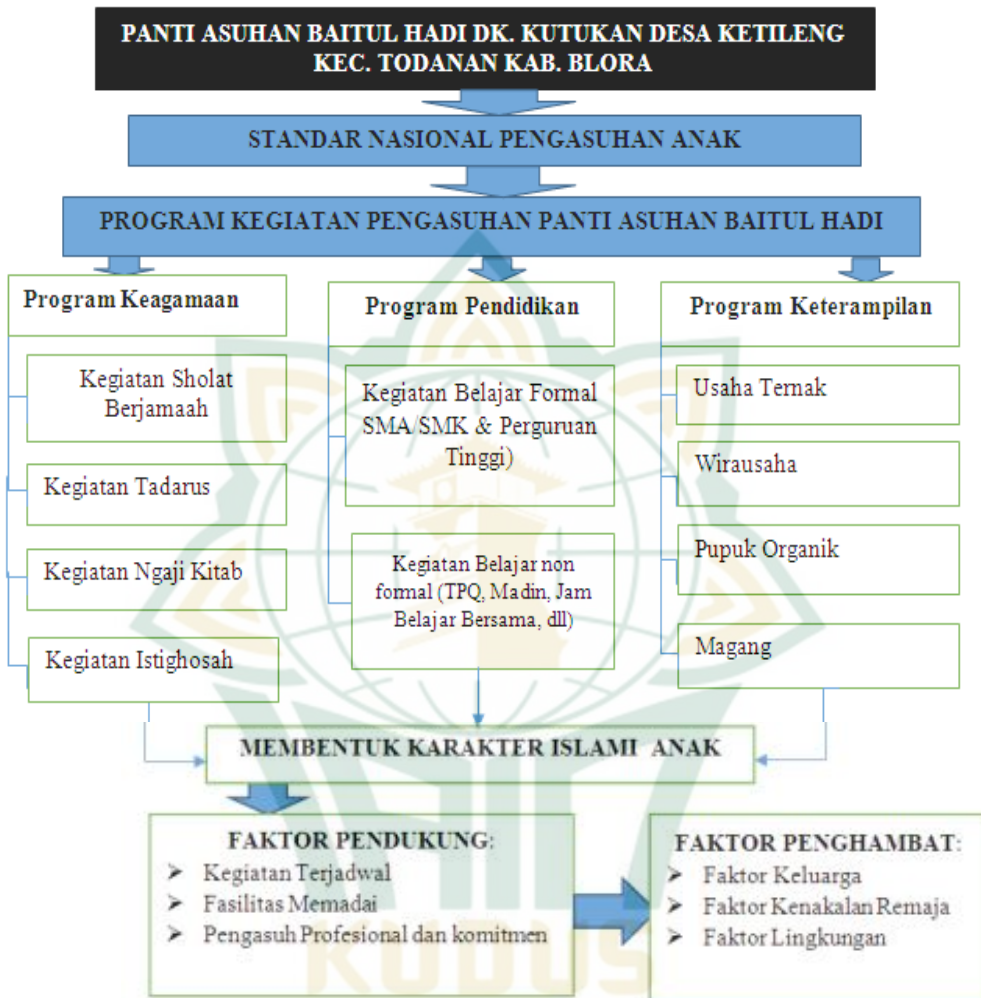 PANTI ASUHAN BAITUL HADI DK. KUTUKAN DESA KETILENG
KEC. TODANAN KAB. BLORA
STANDAR NASIONAL PENGASUHAN ANAK
PROGRAM KEGIATAN PENGASUHAN PANTI ASUHAN BAITUL HADI
Program Keagamaan
Kegiatan Sholat
Berjamaah
Kegiatan Tadarus
Kegiatan Ngaji Kitab
Kegiatan Istighosah
Program Pendidikan
Kegiatan Belajar Formal
SMA/SMK & Perguruan
Tinggi)
Kegiatan Belajar non
formal (TPQ, Madin, Jam
Belajar Bersama, dll)
Program Keterampilan
Usaha Ternak
Wirausaha
Pupuk Organik
Magang
MEMBENTUK KARAKTER ISLAMI ANAK
FAKTOR PENDUKUNG:
➤ Kegiatan Terjadwal
➤ Fasilitas Memadai
➤ Pengasuh Profesional dan komitmen
FAKTOR PENGHAMBAT:
➤ Faktor Keluarga
➤ Faktor Kenakalan Remaja
➤ Faktor Lingkungan
KUDUS